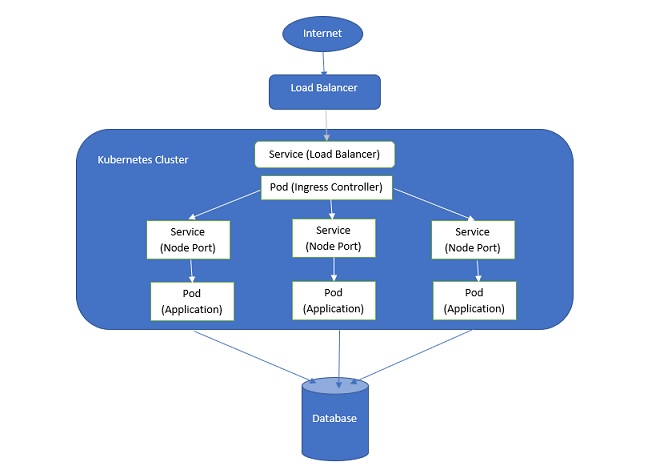 Internet
Load Balancer
Kubernetes Cluster
Service (Load Balancer)
Pod (Ingress Controller)
Service
(Node Port)
Service
(Node Port)
Service
(Node Port)
Pod
(Application)
Pod
(Application)
Pod
(Application)
Database